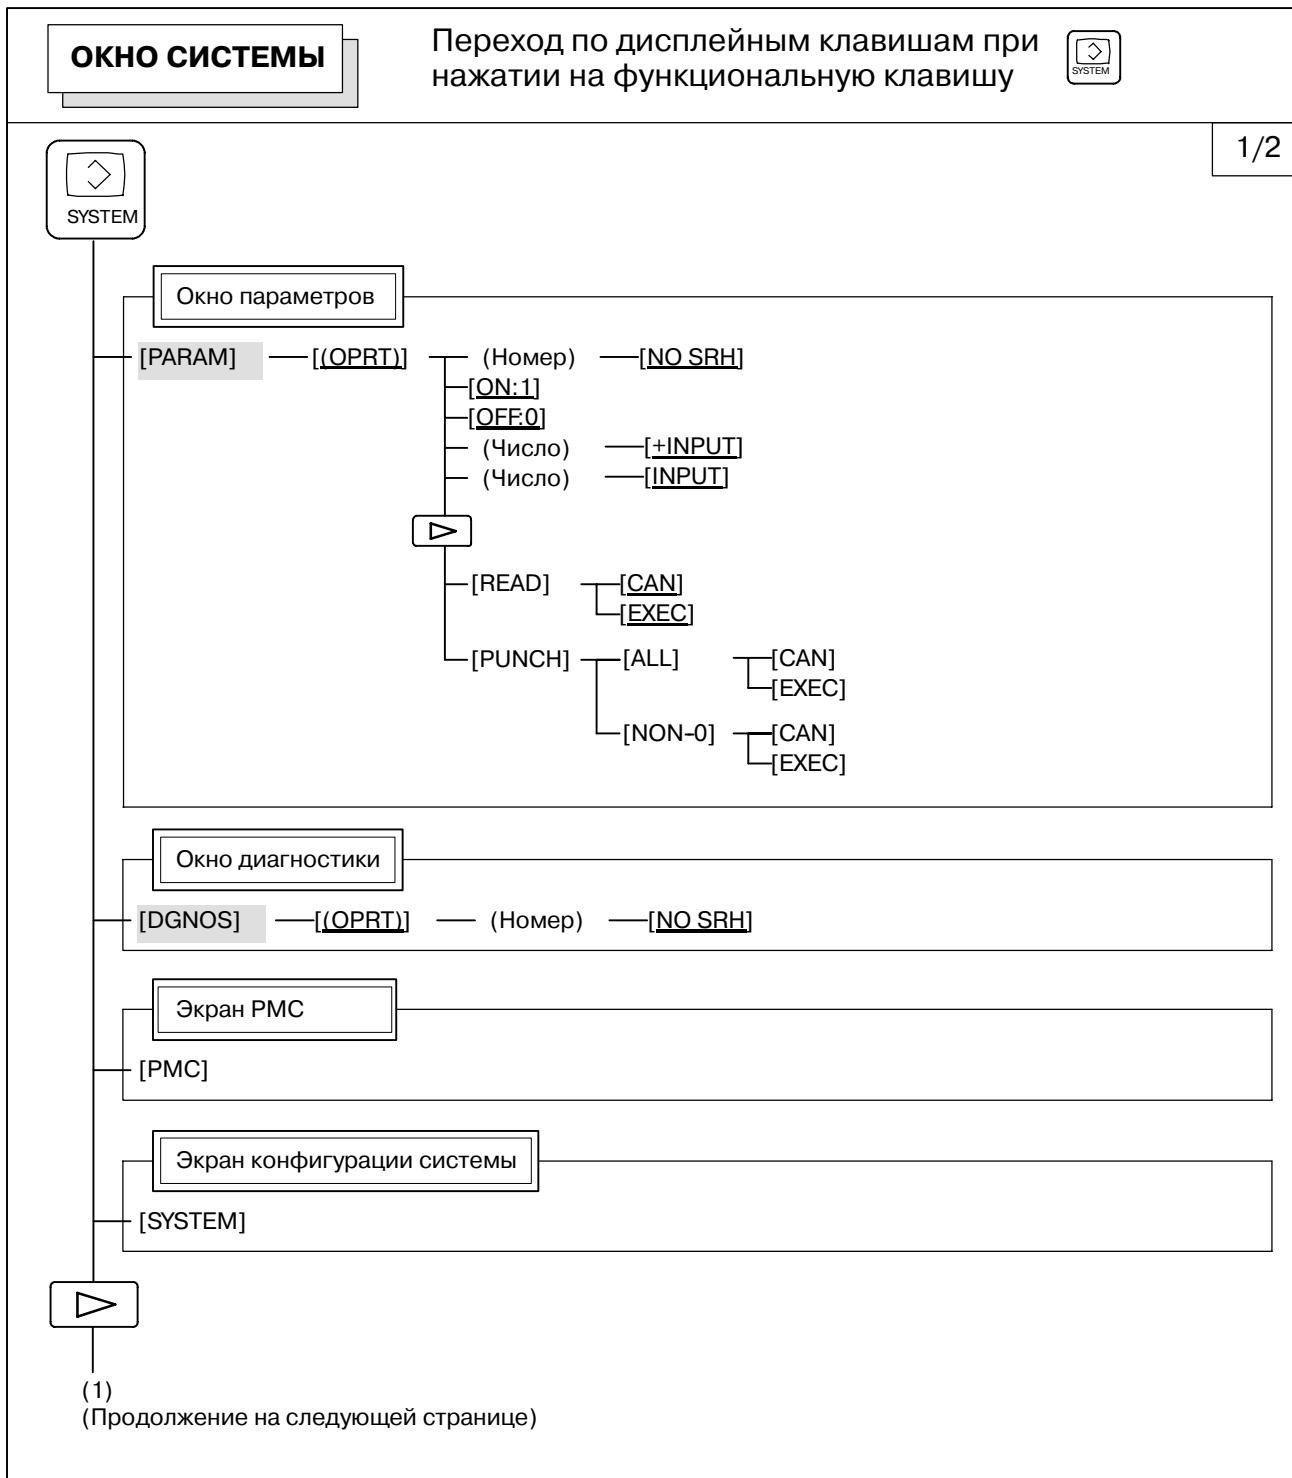 ОКНО СИСТЕМЫ
Переход по дисплейным клавишам при
нажатии на функциональную клавишу
SYSTEM
1/2
SYSTEM
Окно параметров
[PARAM] [(OPRT)] (Номер) [NO SRH]
[ON:1]
[OFF:0]
(Число) [+INPUT]
(Число) [INPUT]
[READ] [CAN]
[EXEC]
[PUNCH] [ALL] [CAN]
[EXEC]
[NON-0] [CAN]
[EXEC]
Окно диагностики
[DGNOS] [(OPRT)] (Номер) [NO SRH]
Экран PMC
[PMC]
Экран конфигурации системы
[SYSTEM]
(1)
(Продолжение на следующей странице)